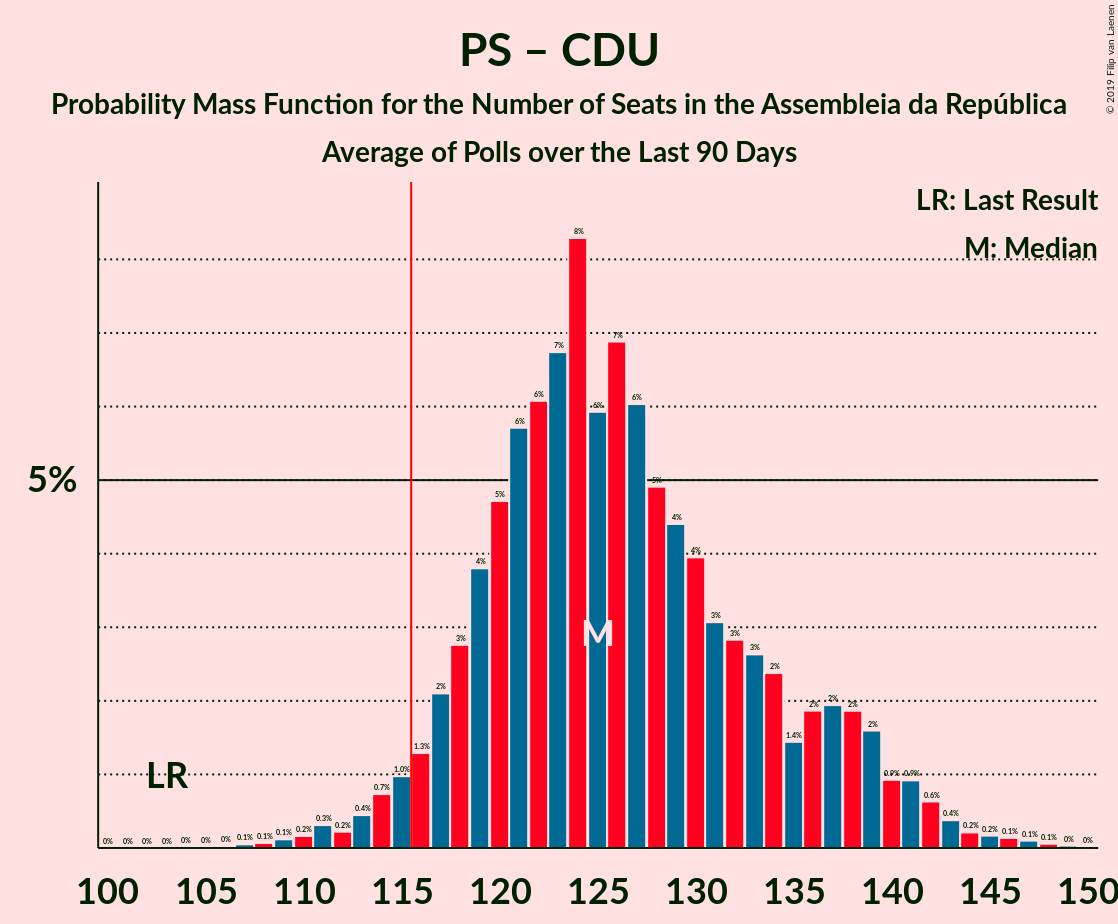 PS – CDU
Probability Mass Function for the Number of Seats in the Assembleia da República
Average of Polls over the Last 90 Days
© 2019 Filip van Laenen
LR: Last Result
M: Median
5%
LR
M
0% 0% 0% 0% 0% 0% 0% 0.1% 0.1% 0.1% 0.2% 0.3% 0.2% 0.4% 0.7% 1.0% 1.3% 2% 3% 4% 5% 6% 6% 7% 8% 6% 7% 6% 5% 4% 4% 3% 3% 3% 2% 1.4% 2% 2% 2% 2% 0.9% 0.9% 0.6% 0.4% 0.2% 0.2% 0.1% 0.1% 0.1% 0% 0%
100 105 110 115 120 125 130 135 140 145 150